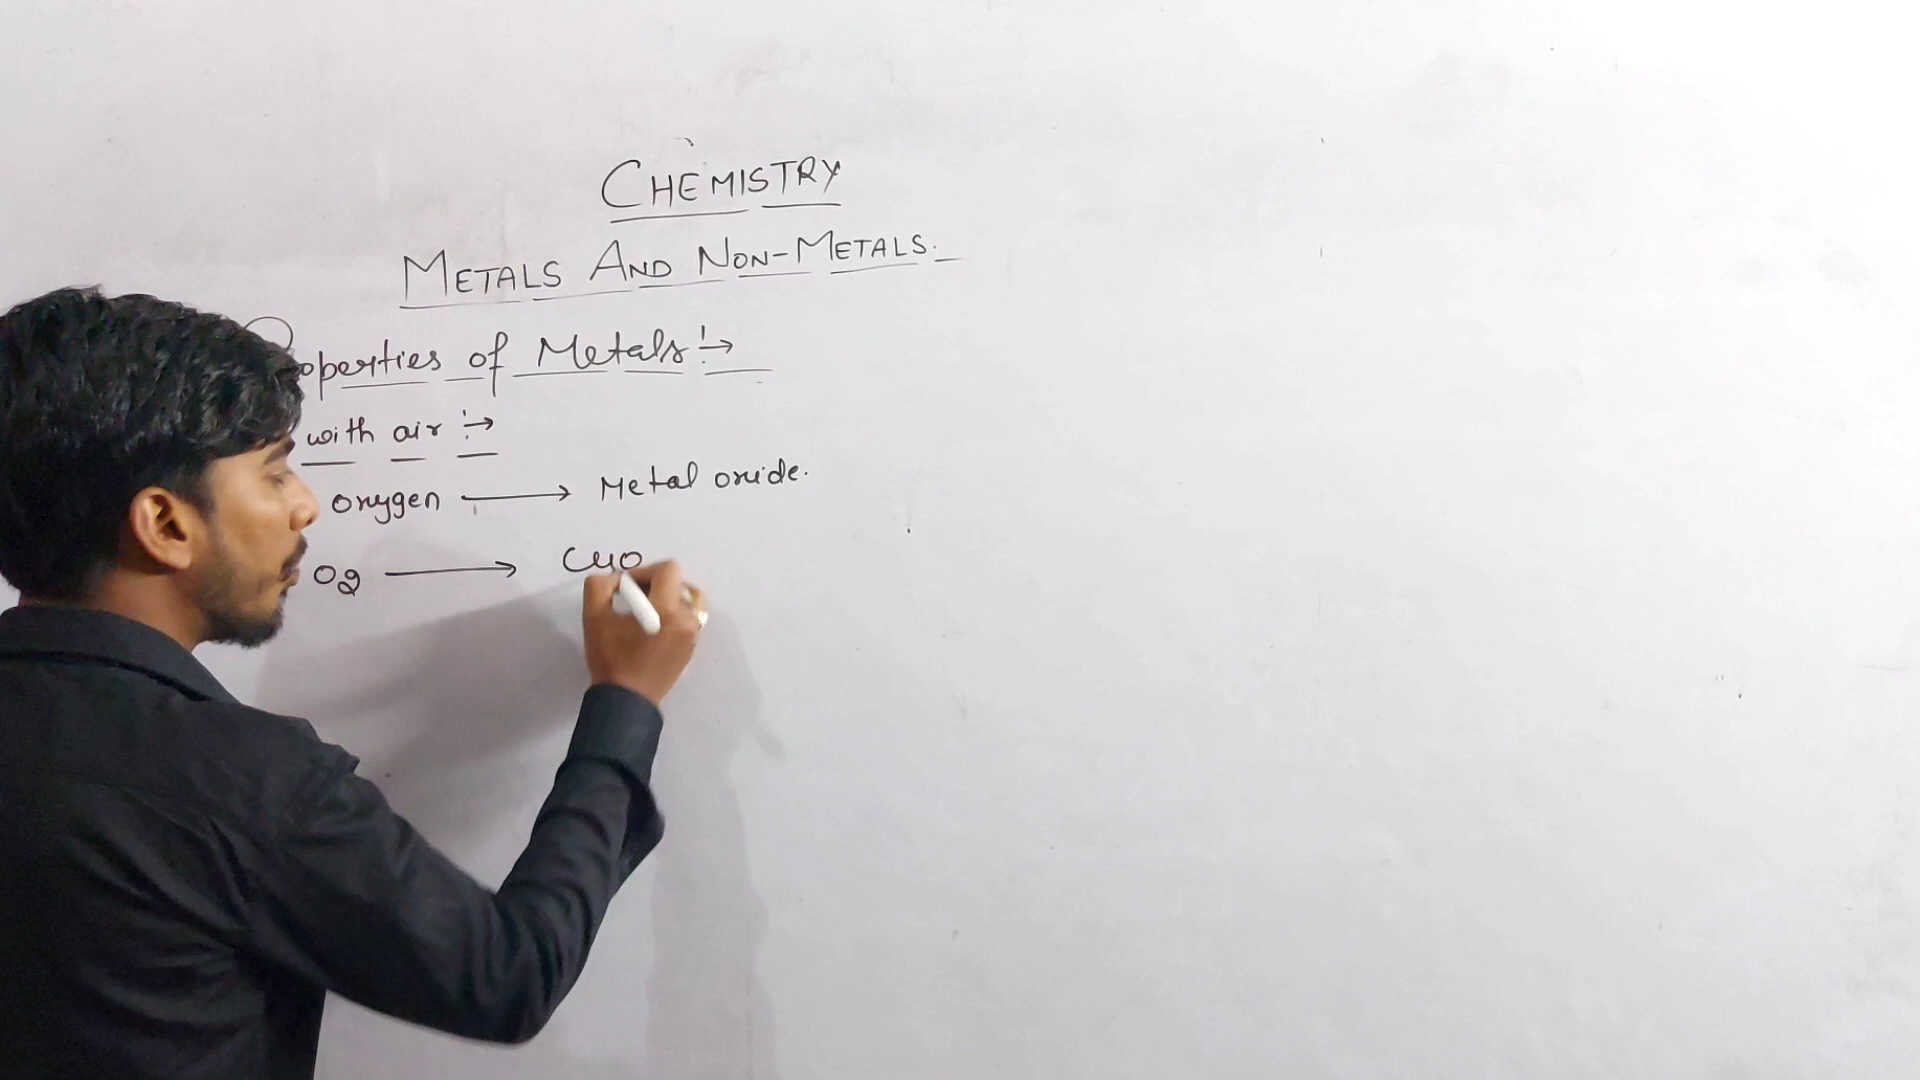 CHEMISTRY
METALS AND NON-METALS.
operties of Metals :→
with air :→
oxygen ⟶ Metal oxide.
O2 ⟶ CuO